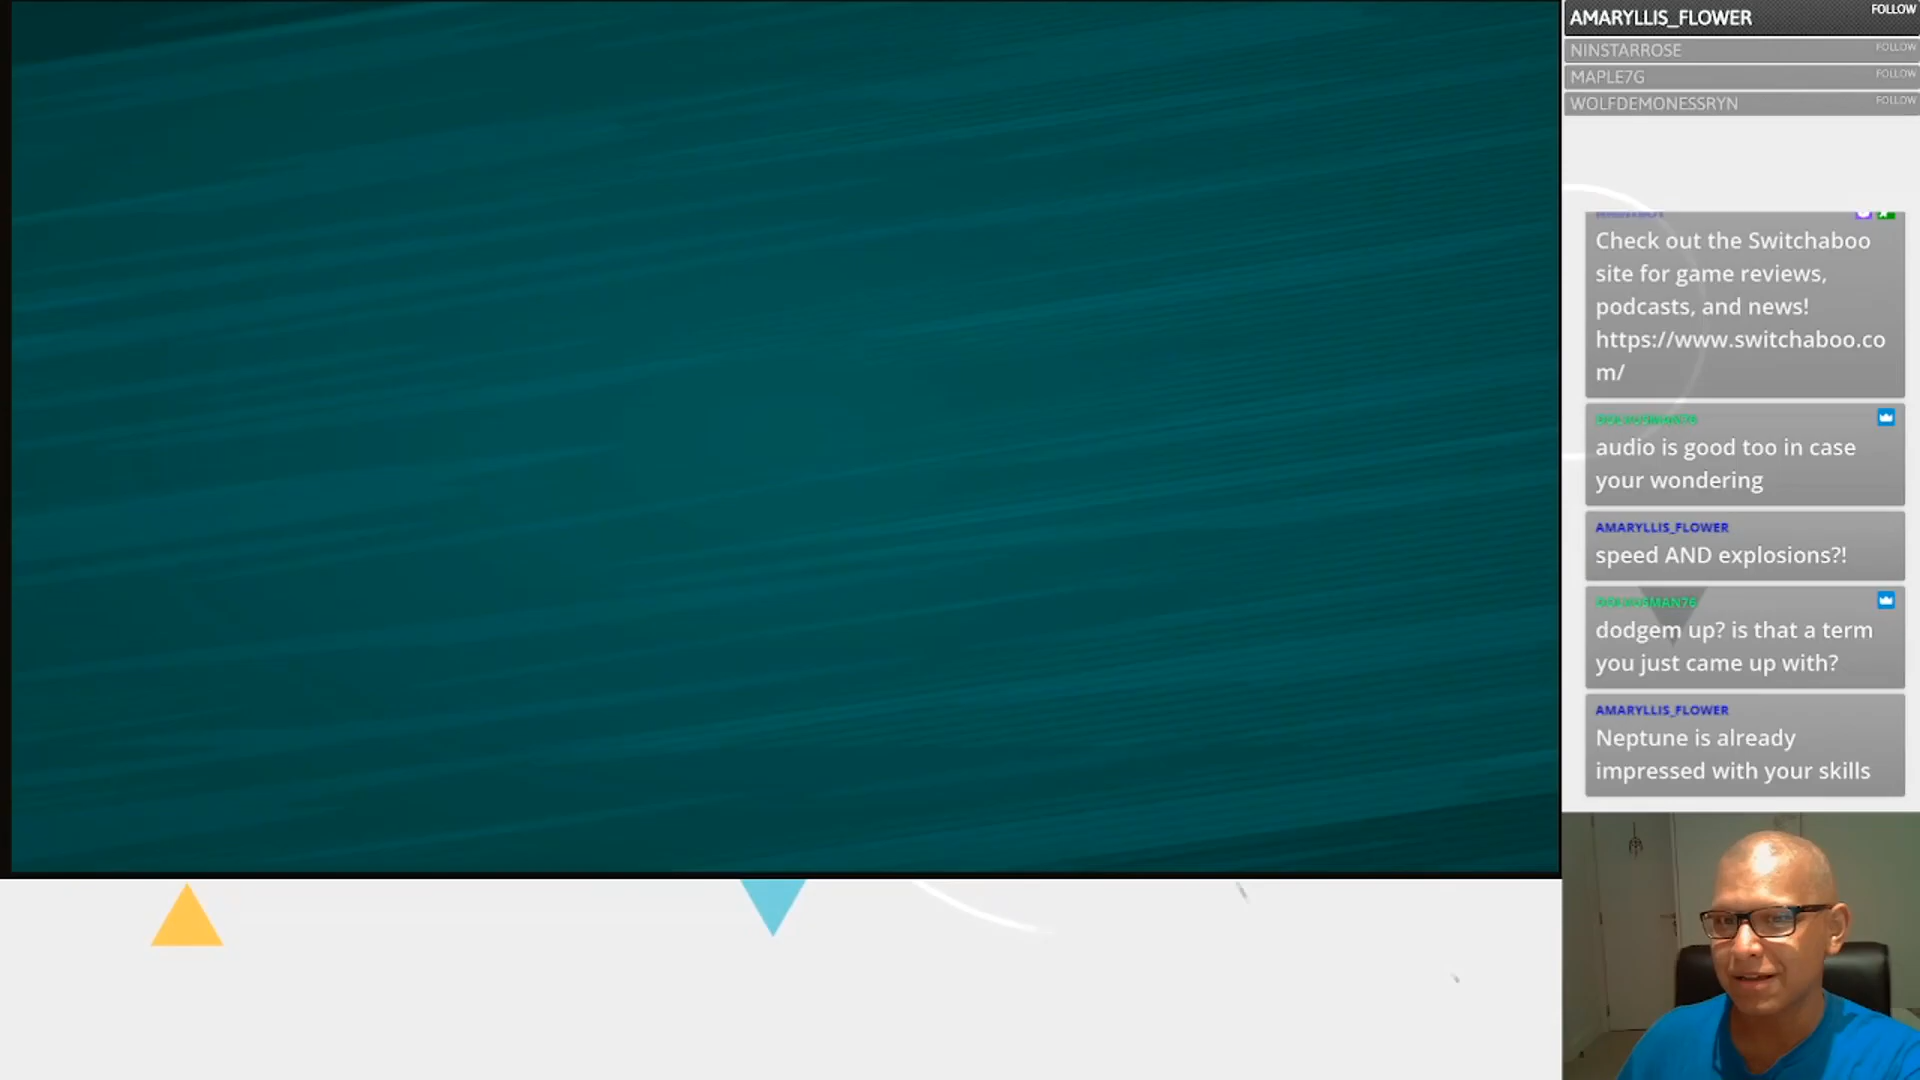 AMARYLLIS_FLOWER FOLLOW
NINSTARROSE FOLLOW
MAPLE7G FOLLOW
WOLFDEMONESSRYN FOLLOW
Check out the Switchaboo
site for game reviews,
podcasts, and news!
https://www.switchaboo.co
m/
audio is good too in case
your wondering
AMARYLLIS_FLOWER
speed AND explosions?!
dodgem up? is that a term
you just came up with?
AMARYLLIS_FLOWER
Neptune is already
impressed with your skills